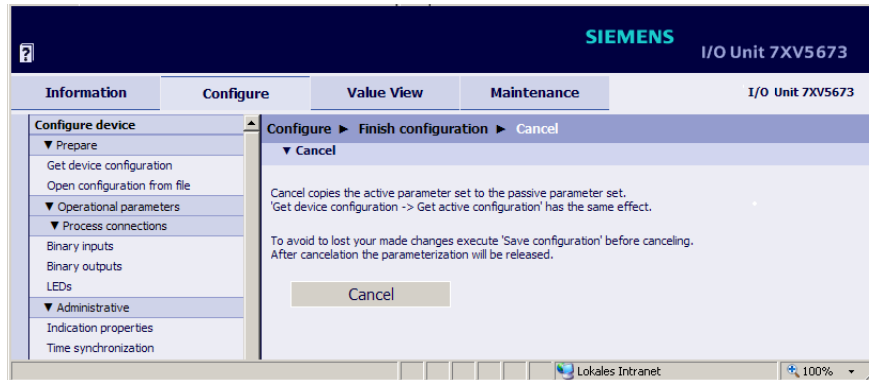 SIEMENS
?
I/O Unit 7XV5673
Information
Configure
Value View
Maintenance
I/O Unit 7XV5673
Configure device
▼ Prepare
Get device configuration
Open configuration from file
▼ Operational parameters
▼ Process connections
Binary inputs
Binary outputs
LEDs
▼ Administrative
Indication properties
Time synchronization
Configure ► Finish configuration ► Cancel
▼ Cancel
Cancel copies the active parameter set to the passive parameter set.
'Get device configuration -> Get active configuration' has the same effect.
To avoid to lost your made changes execute 'Save configuration' before canceling.
After cancelation the parameterization will be released.
Cancel
Lokales Intranet
100%